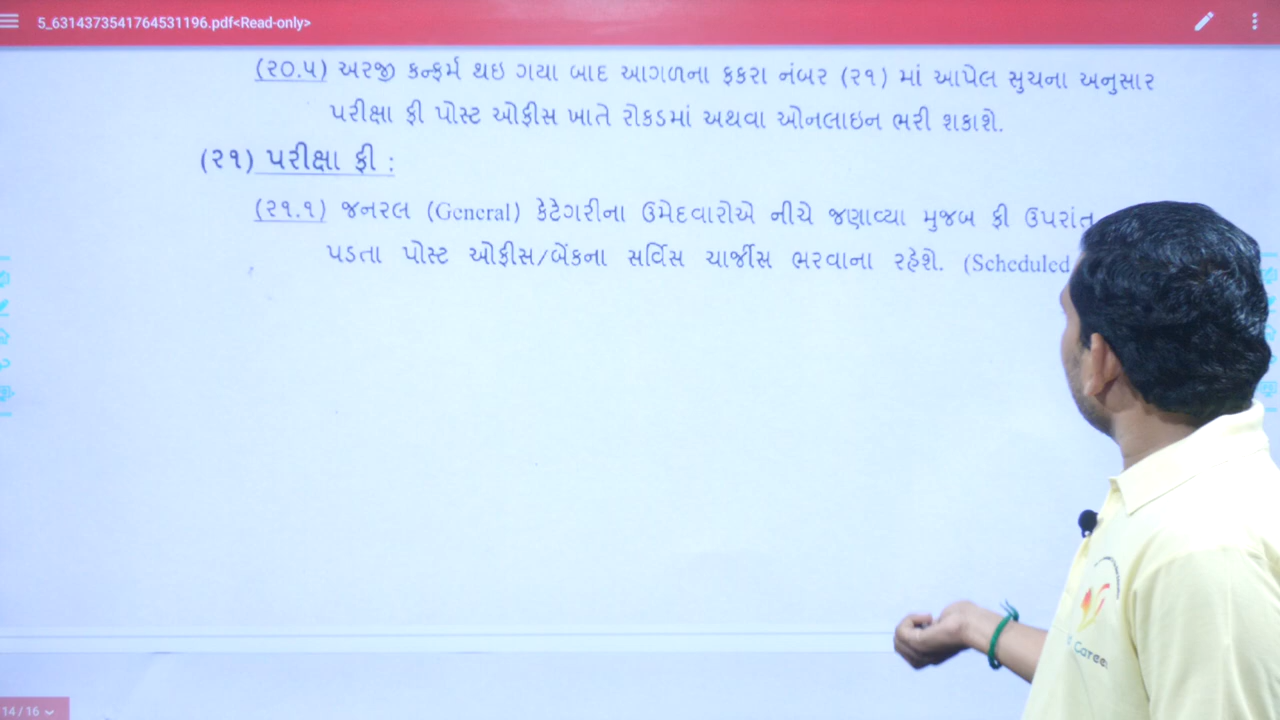 5_6314373541764531196.pdf<Read-only>
(૨૦.૫) અરજી કન્ફર્મ થઇ ગયા બાદ આગળના ફકરા નંબર (૨૧) માં આપેલ સુચના અનુસાર
પરીક્ષા ફી પોસ્ટ ઓફીસ ખાતે રોકડમાં અથવા ઓનલાઇન ભરી શકાશે.
(૨૧) પરીક્ષા ફી :
(૨૧.૧) જનરલ (General) કેટેગરીના ઉમેદવારોએ નીચે જણાવ્યા મુજબ ફી ઉપરાંત
પડતા પોસ્ટ ઓફીસ/બેંકના સર્વિસ ચાર્જીસ ભરવાના રહેશે. (Scheduled
Career
14/16